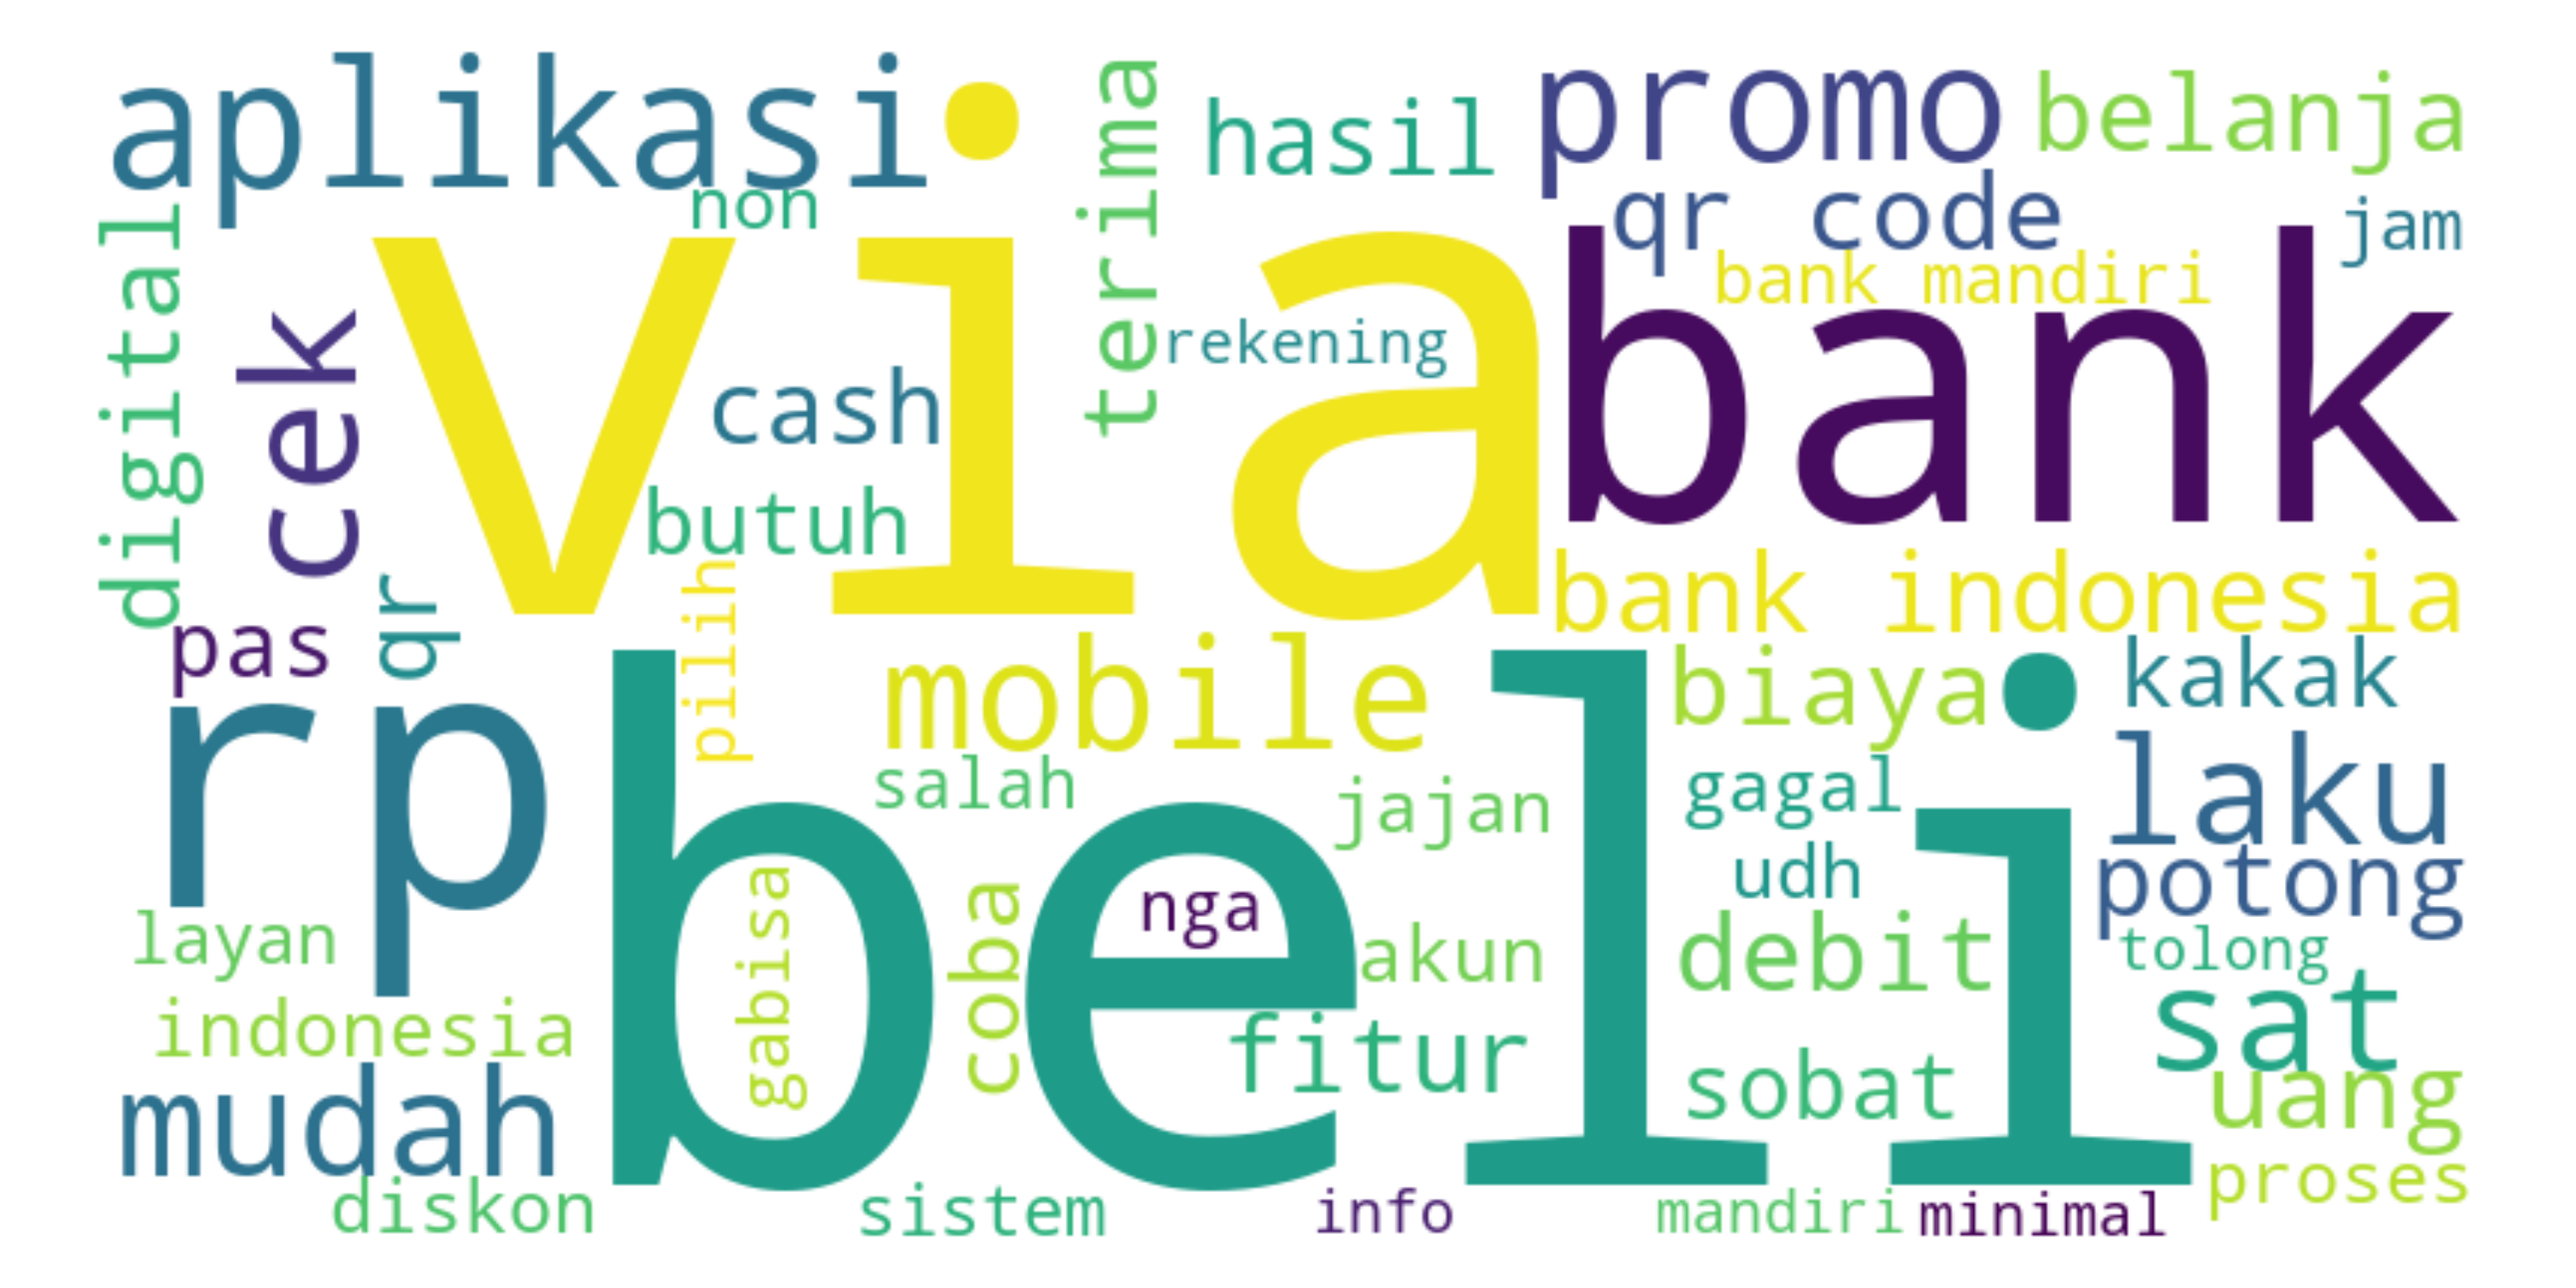 aplikasi
non
terima
hasil
promo
belanja
qr code
jam
bank mandiri
digital
cek
via
rekening
cash
butuh
bank
bank indonesia
pas
qr
pilih
mobile
biaya
kakak
rp
beli
salah
jajan
gagal
laku
udh
potong
nga
gabisa
coba
akun
debit
tolong
layan
indonesia
fitur
sobat
sat
uang
mudah
diskon
sistem
info
mandiri
minimal
proses